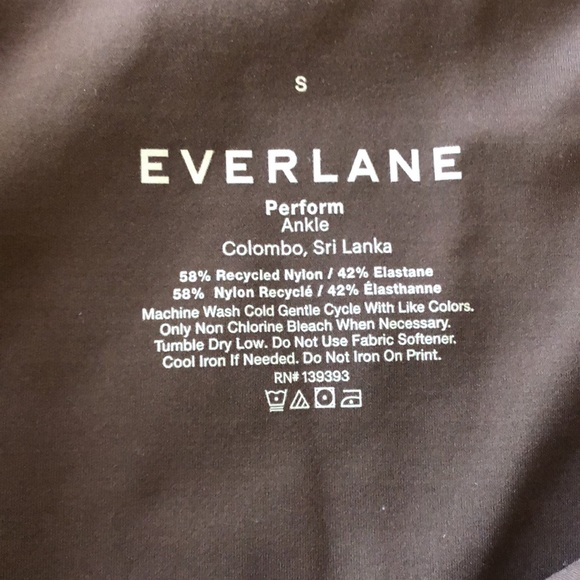 S
EVERLANE
Perform
Ankle
Colombo, Sri Lanka
58% Recycled Nylon / 42% Elastane
58% Nylon Recyclé / 42% Élasthanne
Machine Wash Cold Gentle Cycle With Like Colors.
Only Non Chlorine Bleach When Necessary.
Tumble Dry Low. Do Not Use Fabric Softener.
Cool Iron If Needed. Do Not Iron On Print.
RN# 139393